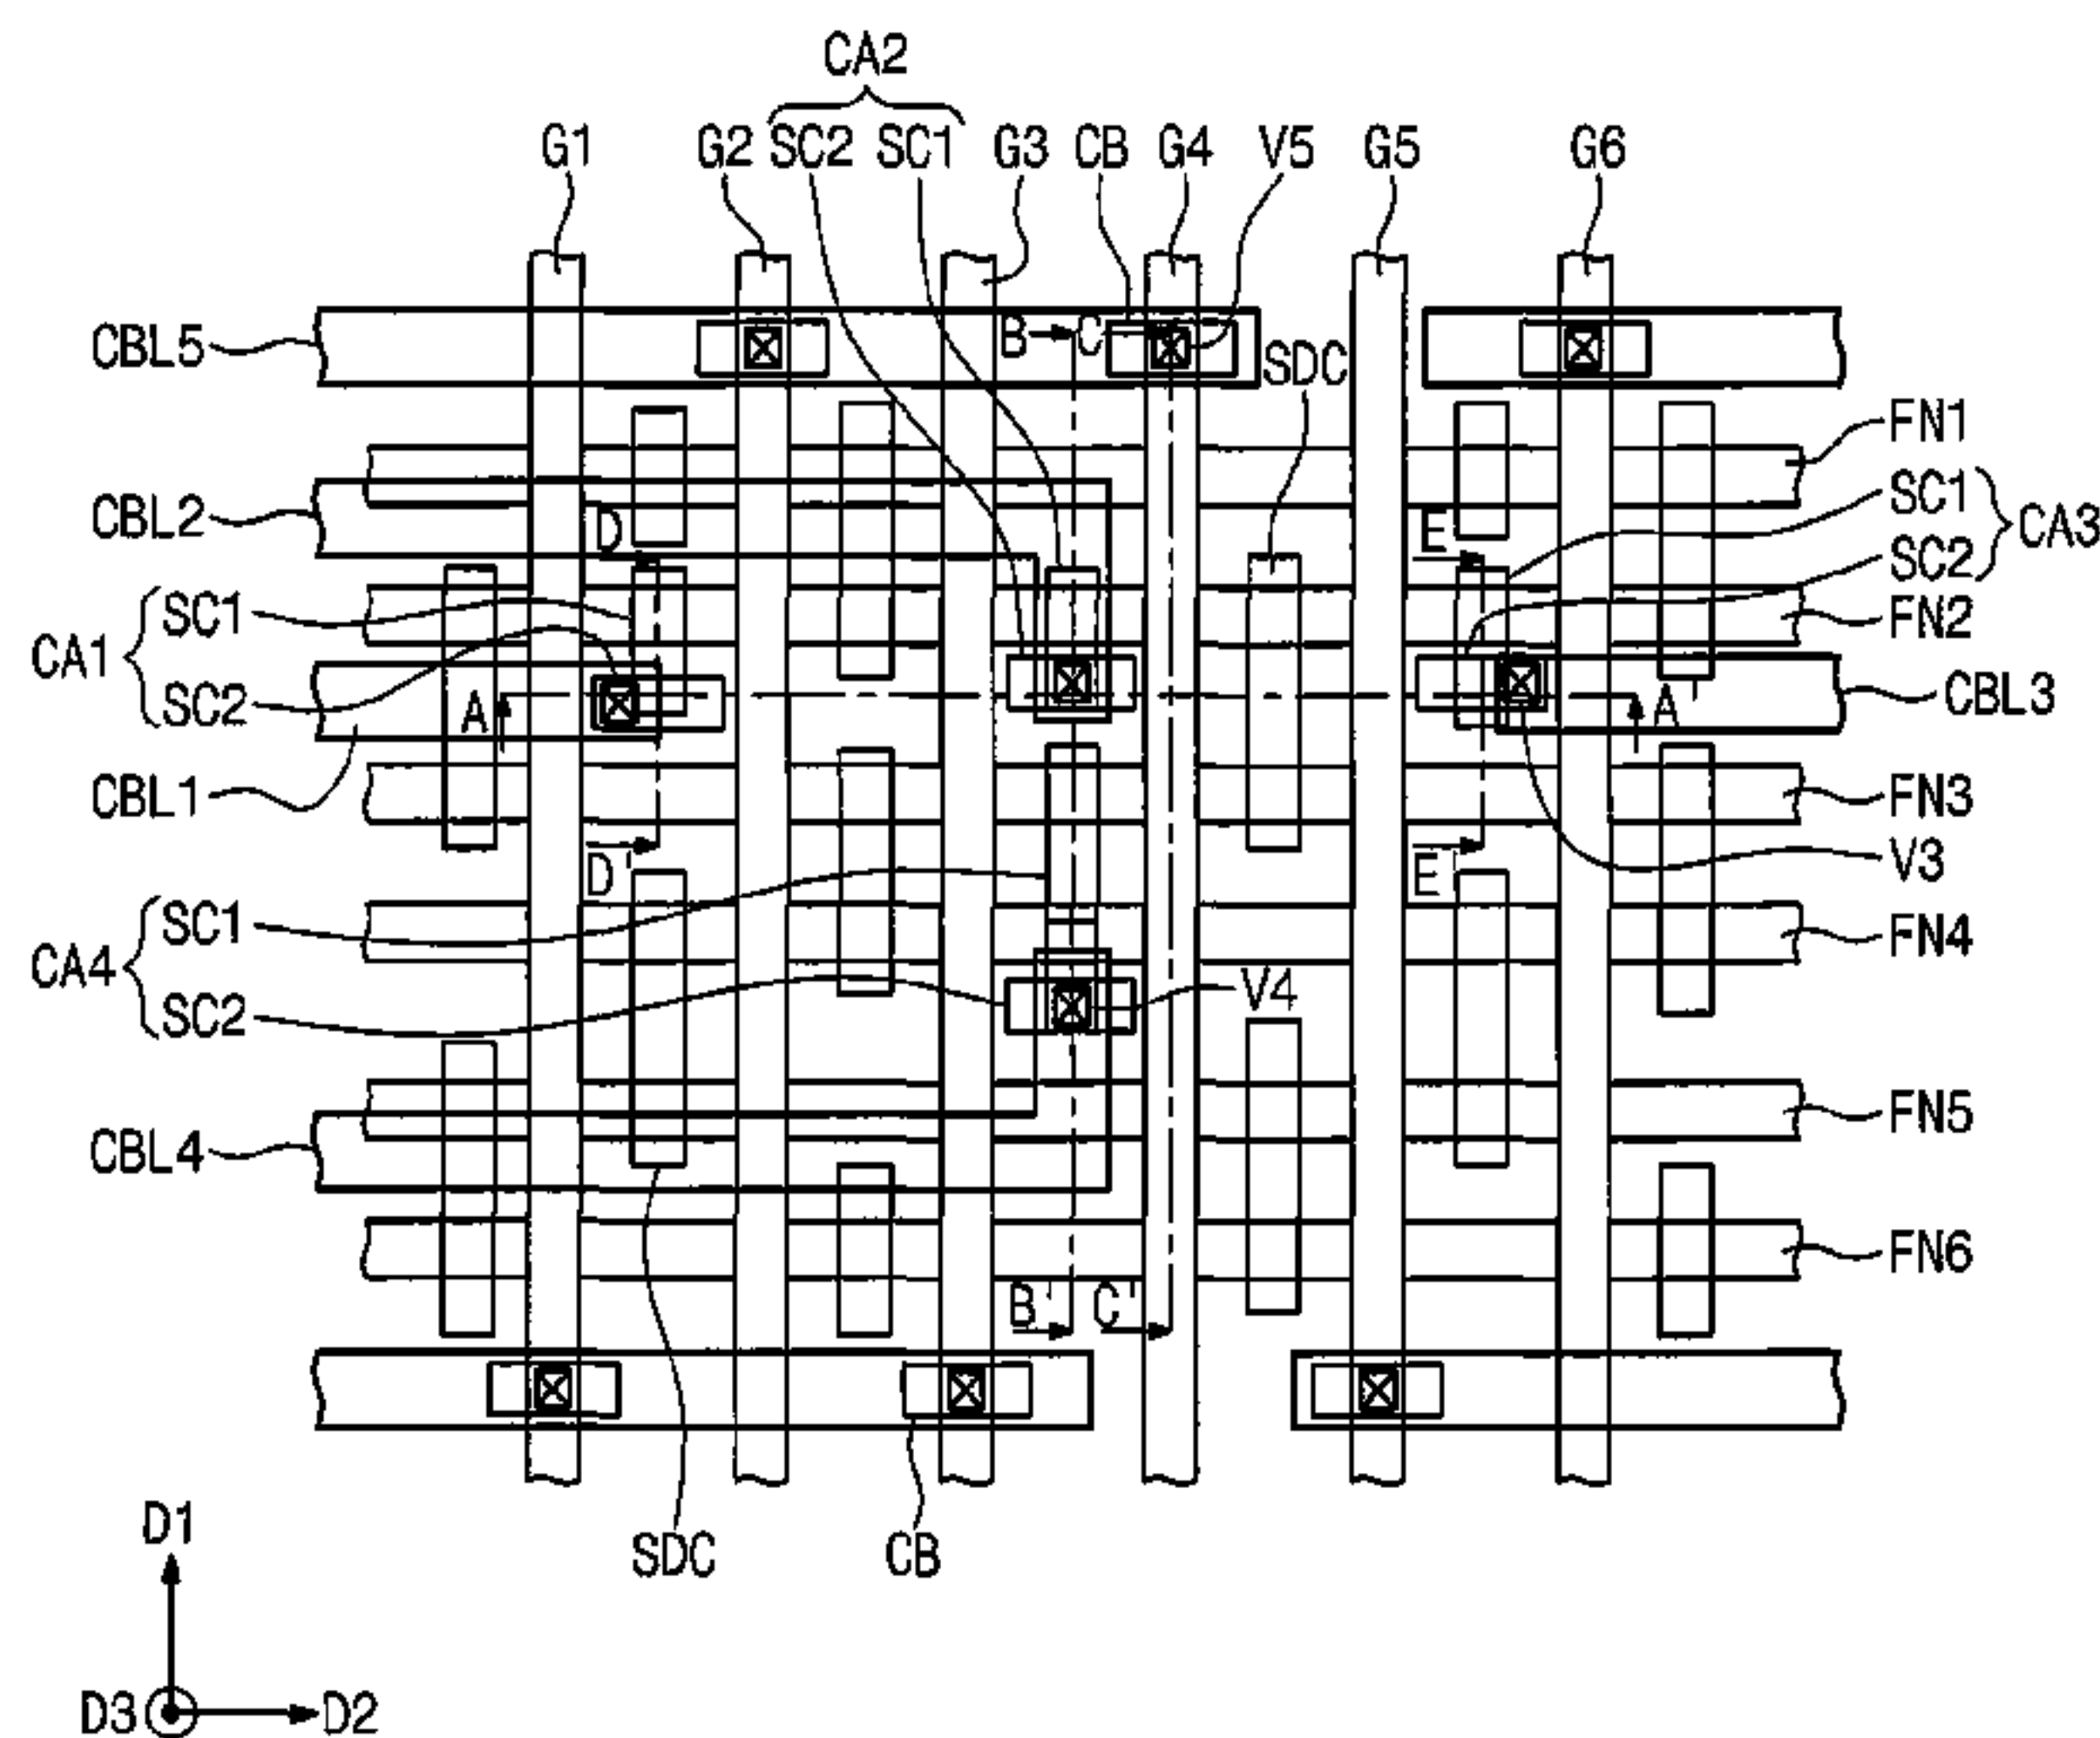 CA2
G1 G2 SC2 SC1 G3 CB G4 V5 G5 G6
CBL5 B C SDC
FN1
CBL2 D E SC1 CA3
SC2
CA1 SC1 FN2
SC2 A A' CBL3
CBL1 FN3
D' E' V3
CA4 SC1 FN4
SC2 V4
CBL4 FN5
FN6
B' C'
D1 SDC CB
D3 D2